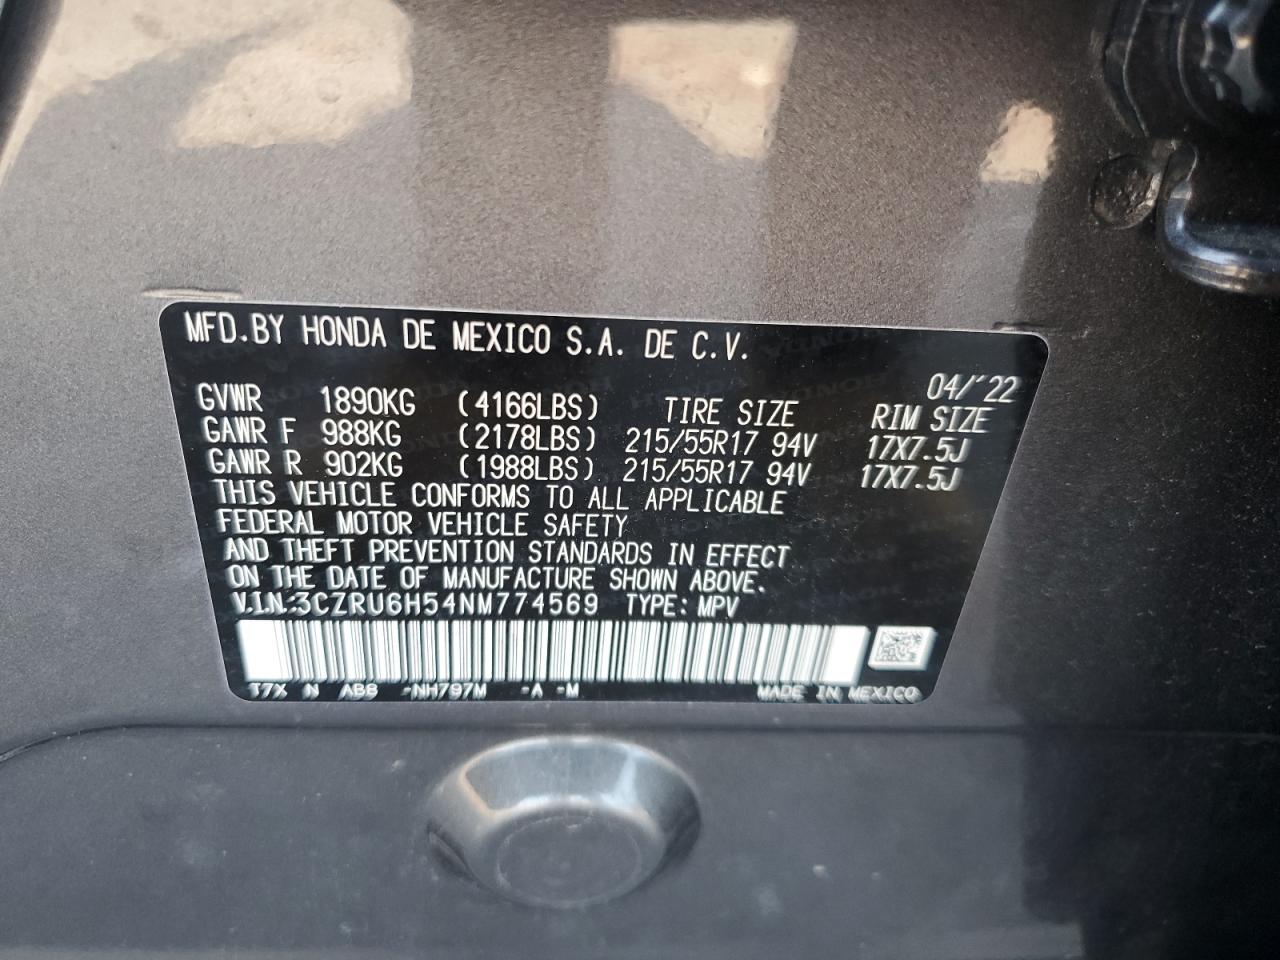 MFD.BY HONDA DE MEXICO S.A. DE C.V.
04/'22
GVWR 1890KG (4166LBS) TIRE SIZE RIM SIZE
GAWR F 988KG (2178LBS) 215/55R17 94V 17X7.5J
GAWR R 902KG (1988LBS) 215/55R17 94V 17X7.5J
THIS VEHICLE CONFORMS TO ALL APPLICABLE
FEDERAL MOTOR VEHICLE SAFETY
AND THEFT PREVENTION STANDARDS IN EFFECT
ON THE DATE OF MANUFACTURE SHOWN ABOVE.
V.I.N:3CZRU6H54NM774569 TYPE: MPV
T7X N ABB -NH797M -A -M MADE IN MEXICO